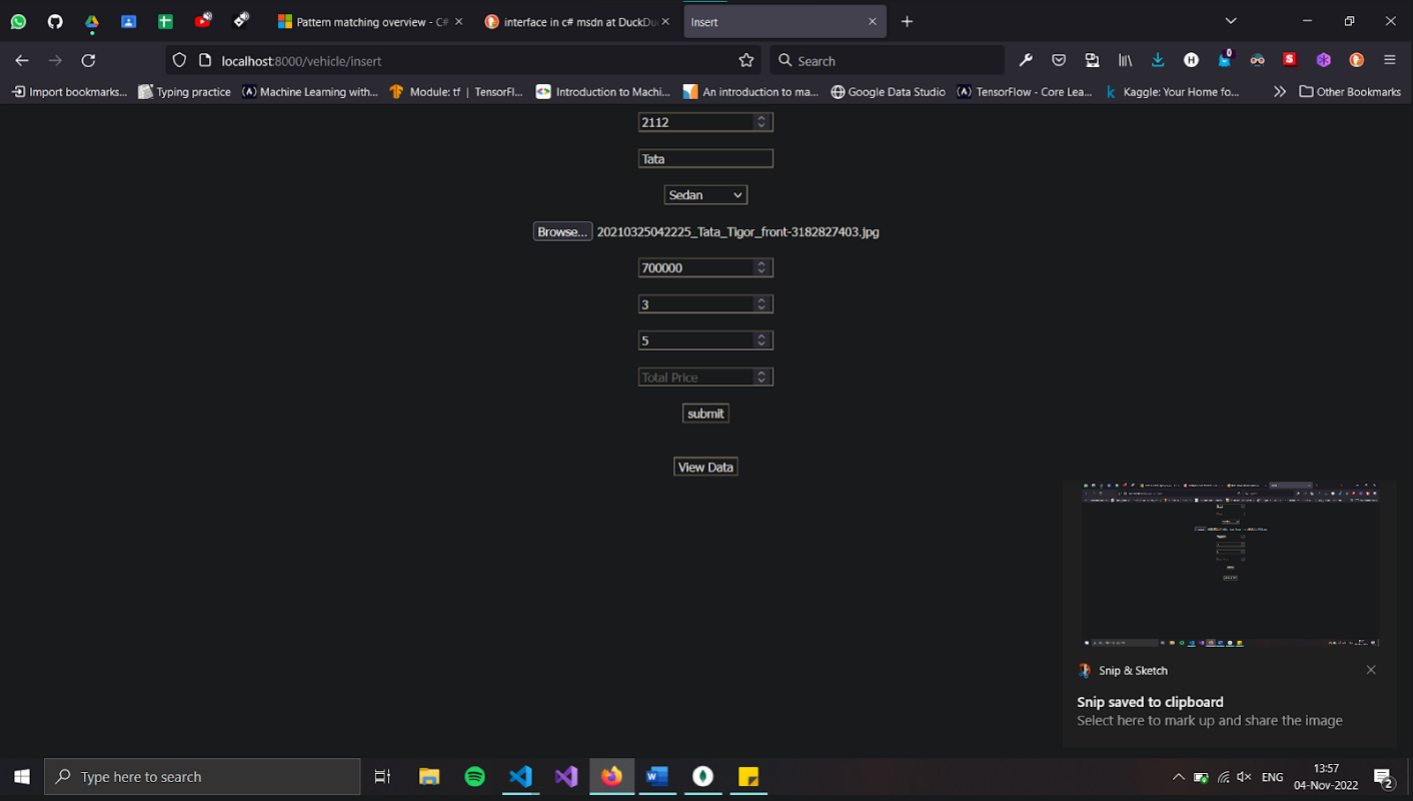 Pattern matching overview - C#
interface in c# msdn at DuckDu
Insert
localhost:8000/vehicle/insert
Search
Import bookmarks...
Typing practice
Machine Learning with...
Module: tf | TensorFl...
Introduction to Machi...
An introduction to ma...
Google Data Studio
TensorFlow - Core Lea...
Kaggle: Your Home fo...
Other Bookmarks
2112
Tata
Sedan
Browse... 20210325042225_Tata_TIgor_front-3182827403.jpg
700000
3
5
Total Price
submit
View Data
Snip & Sketch
Snip saved to clipboard
Select here to mark up and share the image
Type here to search
ENG
13:57
04-Nov-2022
2